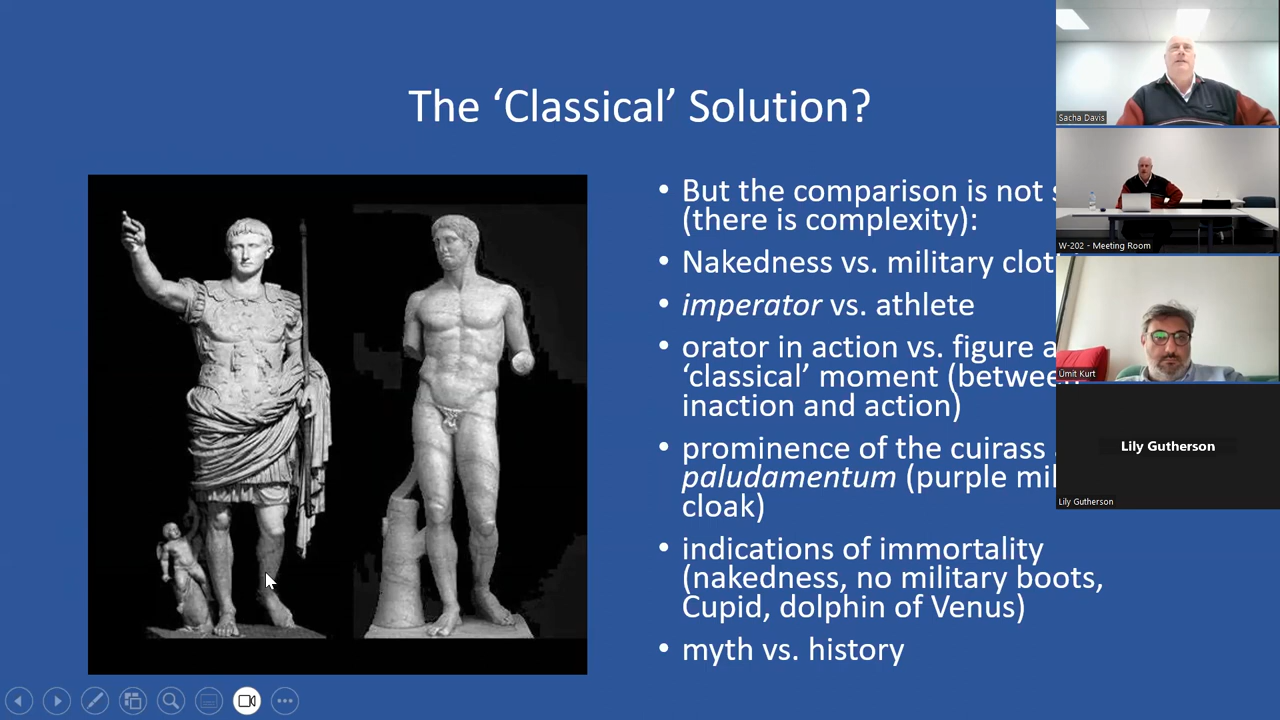 The ‘Classical’ Solution?
• But the comparison is not
(there is complexity):
• Nakedness vs. military
• imperator vs. athlete
• orator in action vs. figure
‘classical’ moment (between
inaction and action)
• prominence of the cuirass
paludamentum (purple
cloak)
• indications of immortality
(nakedness, no military boots,
Cupid, dolphin of Venus)
• myth vs. history
Sacha Davis
W-202 - Meeting Room
Ümit Kurt
Lily Gutherson
Lily Gutherson